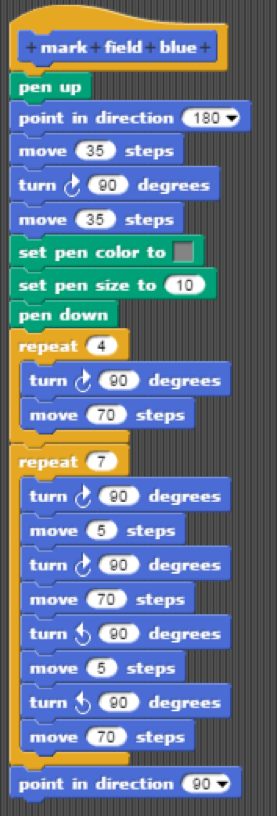 + mark + field + blue +
pen up
point in direction 180
move 35 steps
turn 90 degrees
move 35 steps
set pen color to
set pen size to 10
pen down
repeat 4
turn 90 degrees
move 70 steps
repeat 7
turn 90 degrees
move 5 steps
turn 90 degrees
move 70 steps
turn 90 degrees
move 5 steps
turn 90 degrees
move 70 steps
point in direction 90